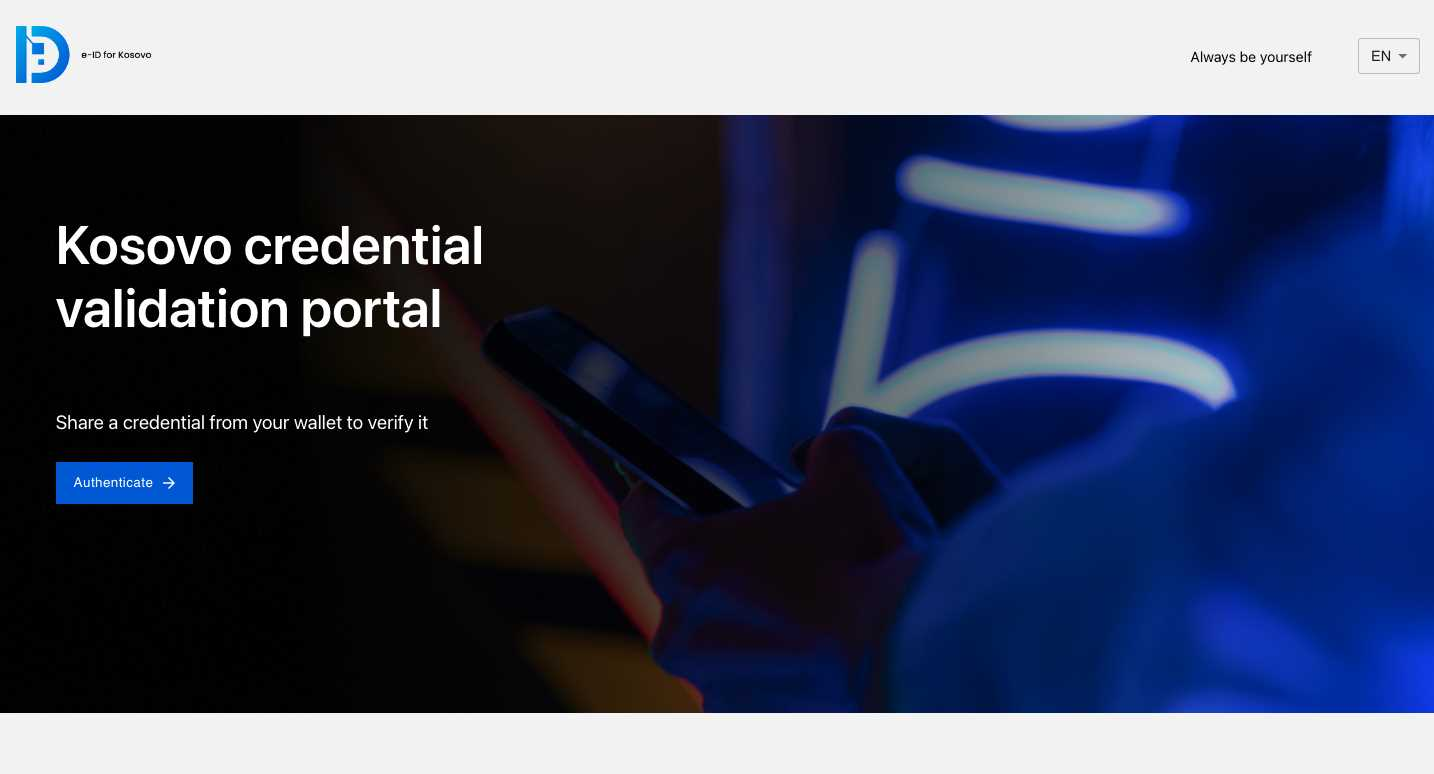 e-ID for Kosovo
Always be yourself
EN
Kosovo credential
validation portal
Share a credential from your wallet to verify it
Authenticate